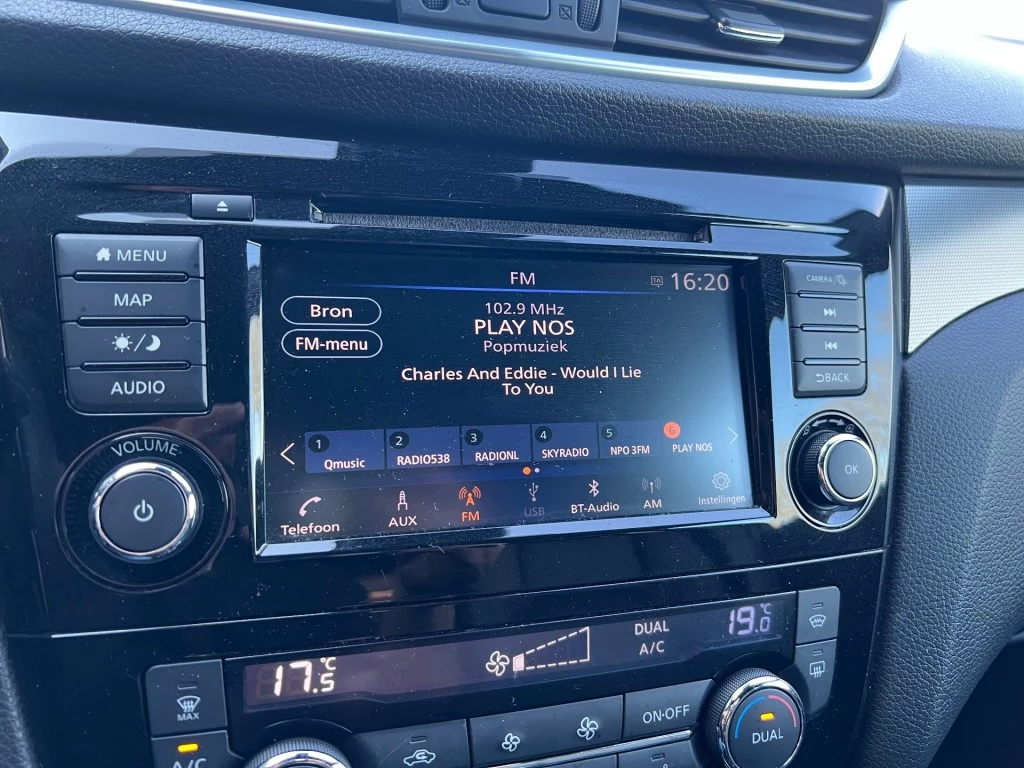 MENU
MAP
AUDIO
VOLUME
FM
TA
16:20
Bron
FM-menu
102.9 MHz
PLAY NOS
Popmuziek
Charles And Eddie - Would I Lie
To You
1 Qmusic
2 RADIO538
3 RADIONL
4 SKYRADIO
5 NPO 3FM
6 PLAY NOS
Telefoon
AUX
FM
USB
BT-Audio
AM
Instellingen
CAMERA/
BACK
OK
17.5 °C
DUAL
A/C
19.0 °C
MAX
A/C
ON·OFF
DUAL